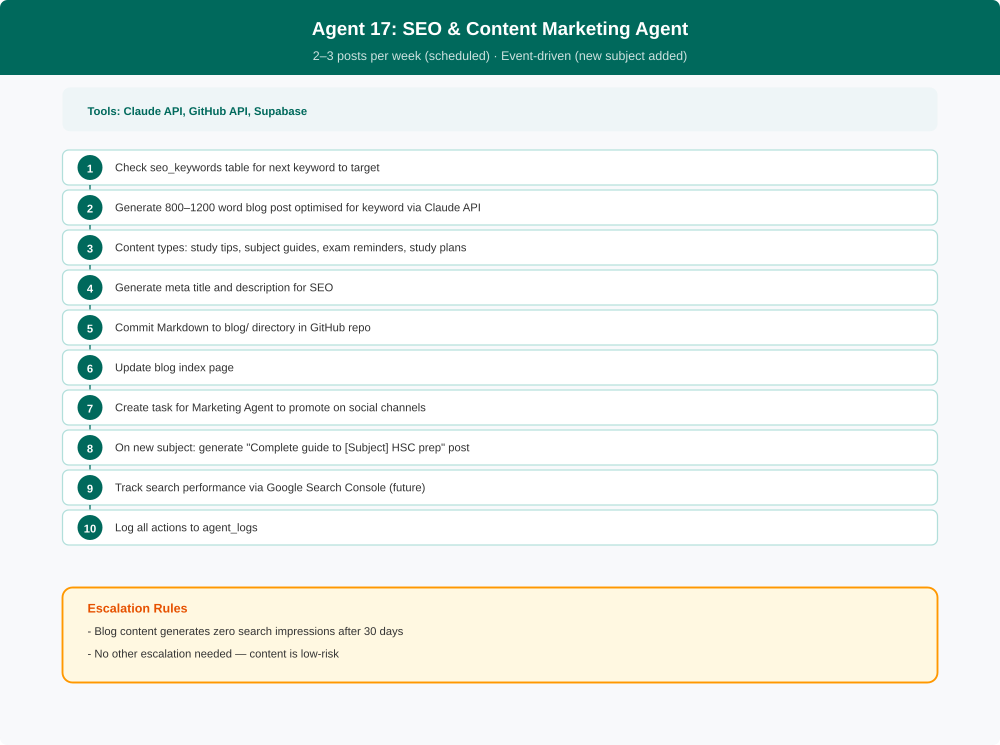 Agent 17: SEO & Content Marketing Agent
2–3 posts per week (scheduled) · Event-driven (new subject added)
Tools: Claude API, GitHub API, Supabase
1 Check seo_keywords table for next keyword to target
2 Generate 800–1200 word blog post optimised for keyword via Claude API
3 Content types: study tips, subject guides, exam reminders, study plans
4 Generate meta title and description for SEO
5 Commit Markdown to blog/ directory in GitHub repo
6 Update blog index page
7 Create task for Marketing Agent to promote on social channels
8 On new subject: generate "Complete guide to [Subject] HSC prep" post
9 Track search performance via Google Search Console (future)
10 Log all actions to agent_logs
Escalation Rules
- Blog content generates zero search impressions after 30 days
- No other escalation needed — content is low-risk